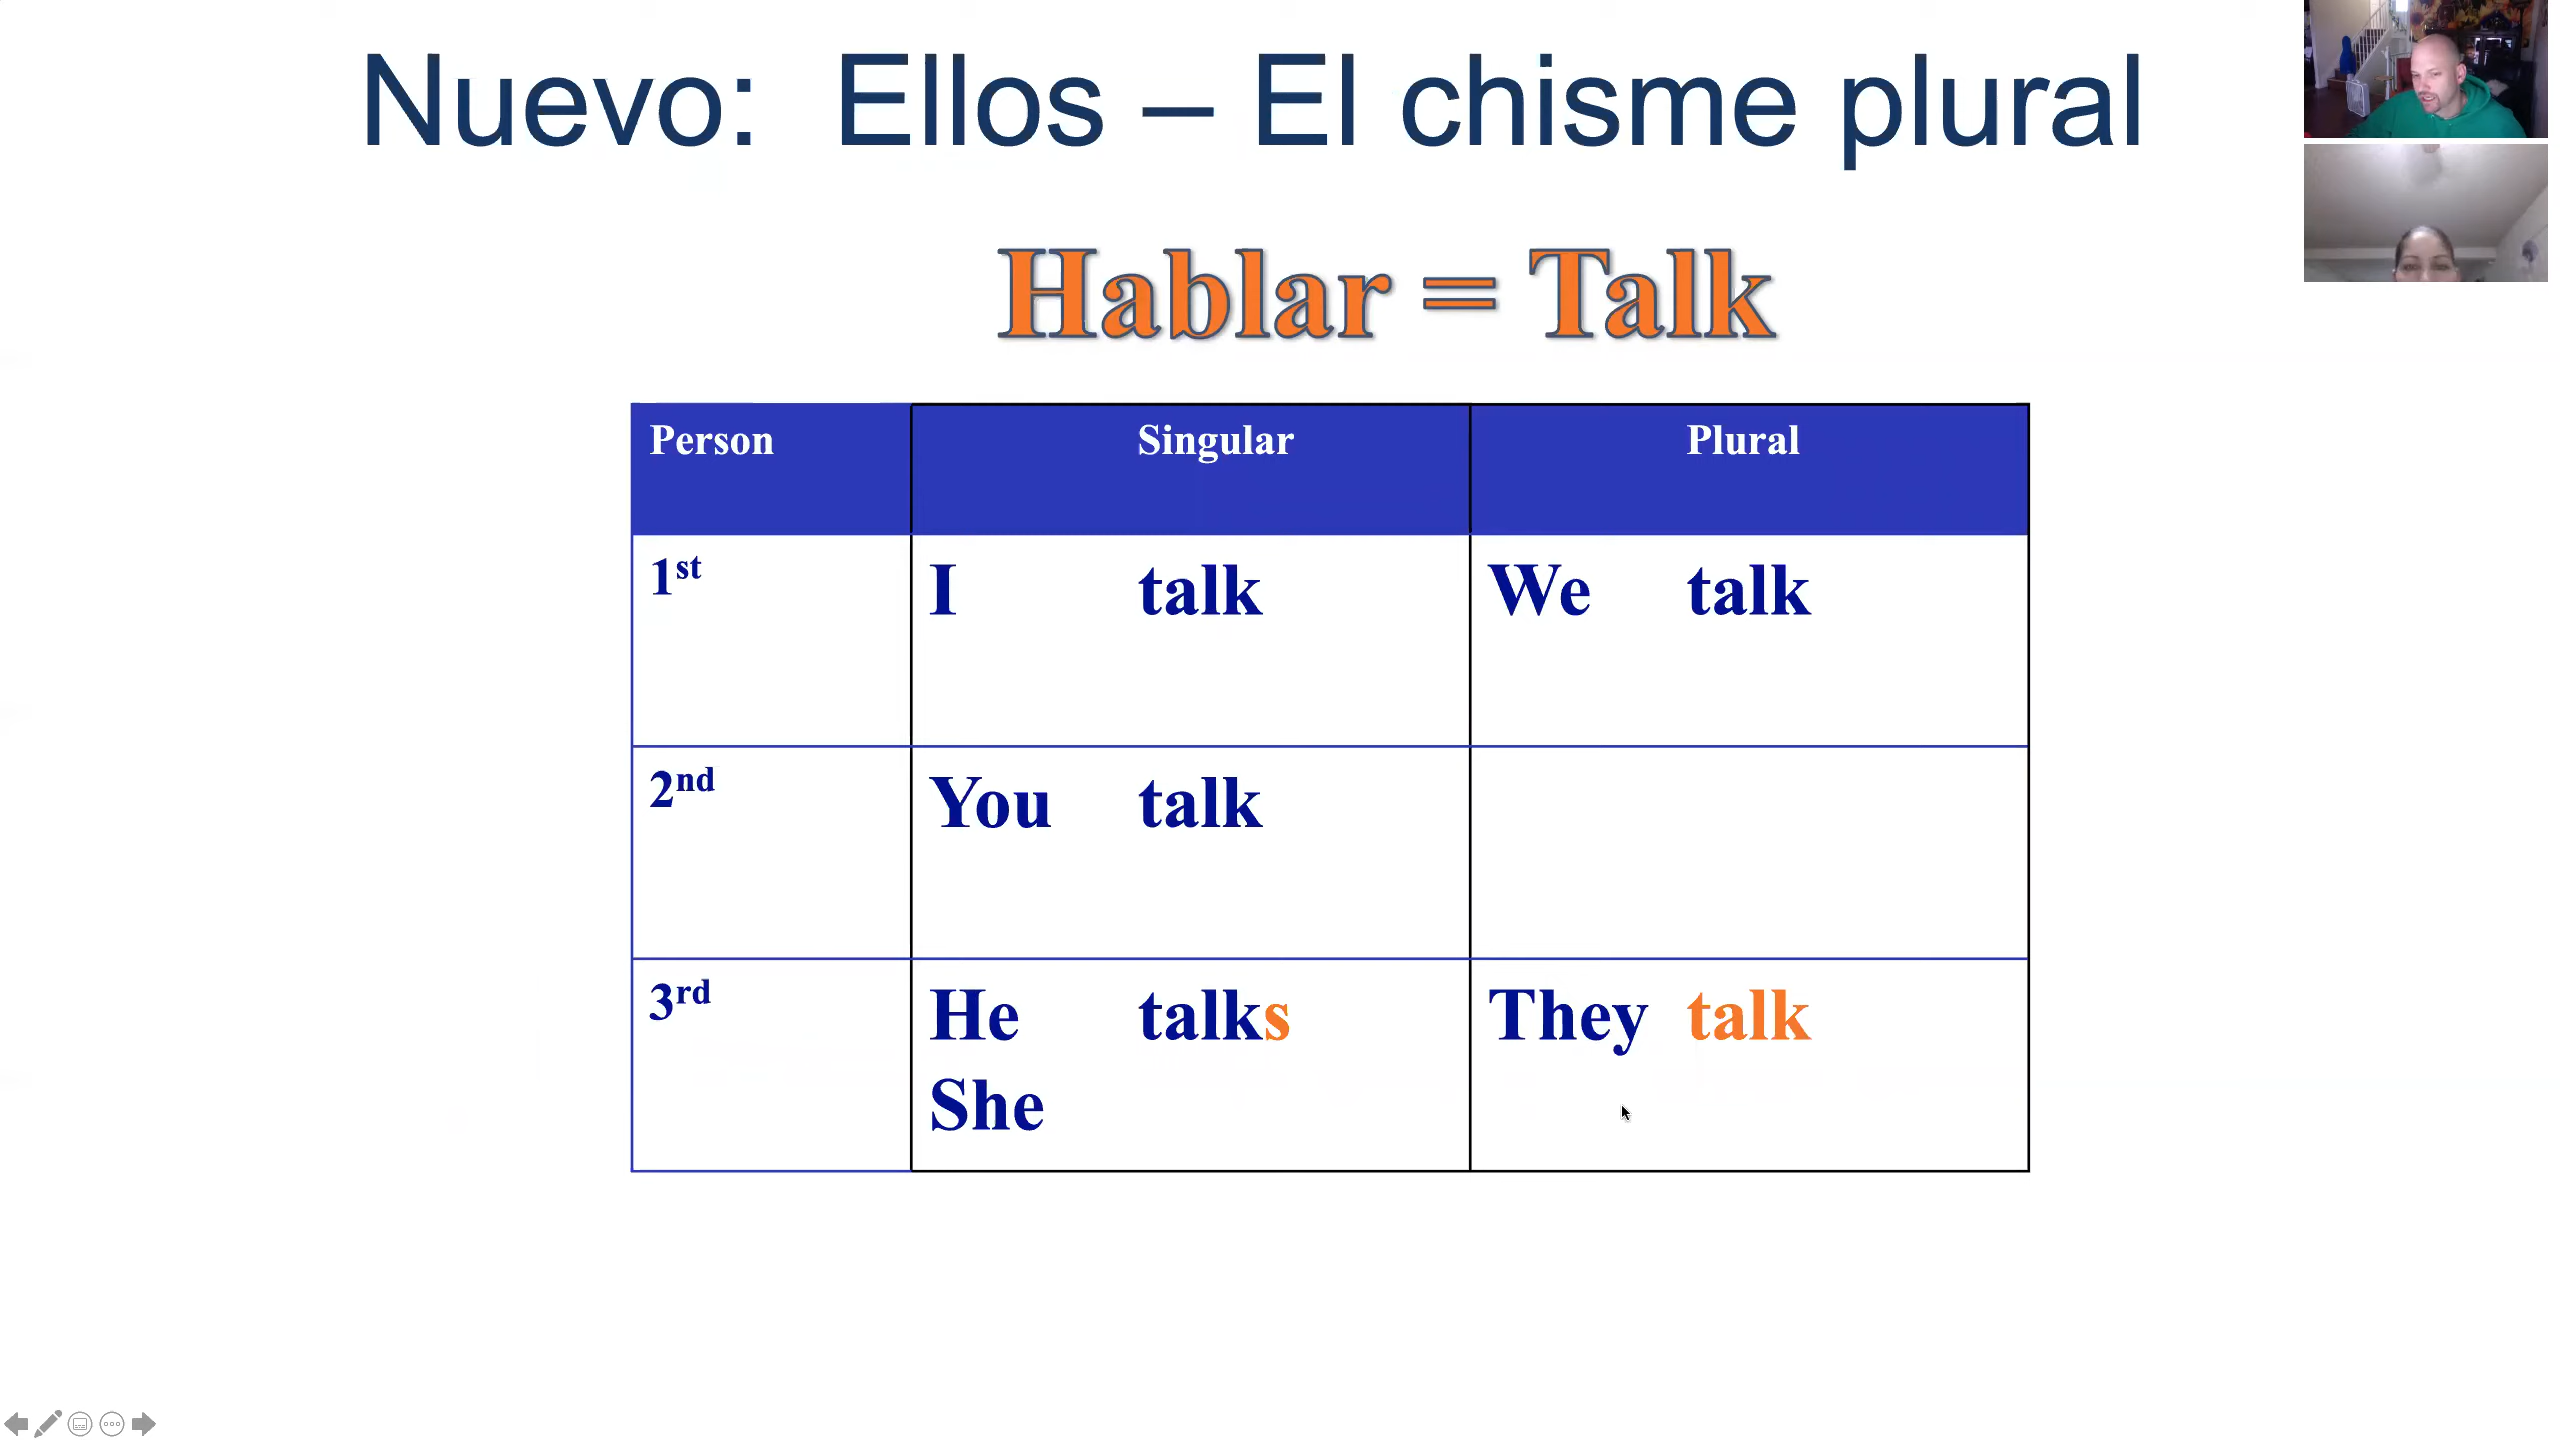 Nuevo: Ellos – El chisme plural
Hablar = Talk
Person Singular Plural
1st I talk We talk
2nd You talk
3rd He talks They talk
She